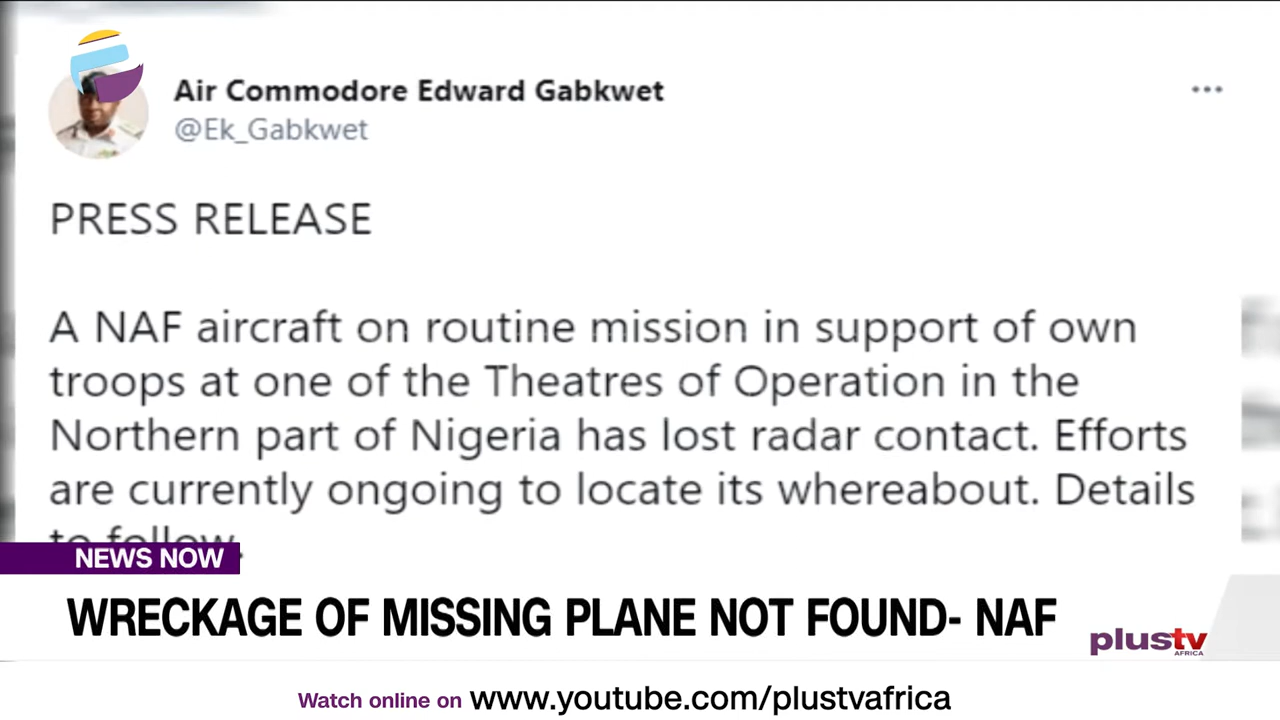 Air Commodore Edward Gabkwet
@Ek_Gabkwet
PRESS RELEASE
A NAF aircraft on routine mission in support of own
troops at one of the Theatres of Operation in the
Northern part of Nigeria has lost radar contact. Efforts
are currently ongoing to locate its whereabout. Details
to follow.
NEWS NOW
WRECKAGE OF MISSING PLANE NOT FOUND- NAF
plustv
AFRICA
Watch online on www.youtube.com/plustvafrica